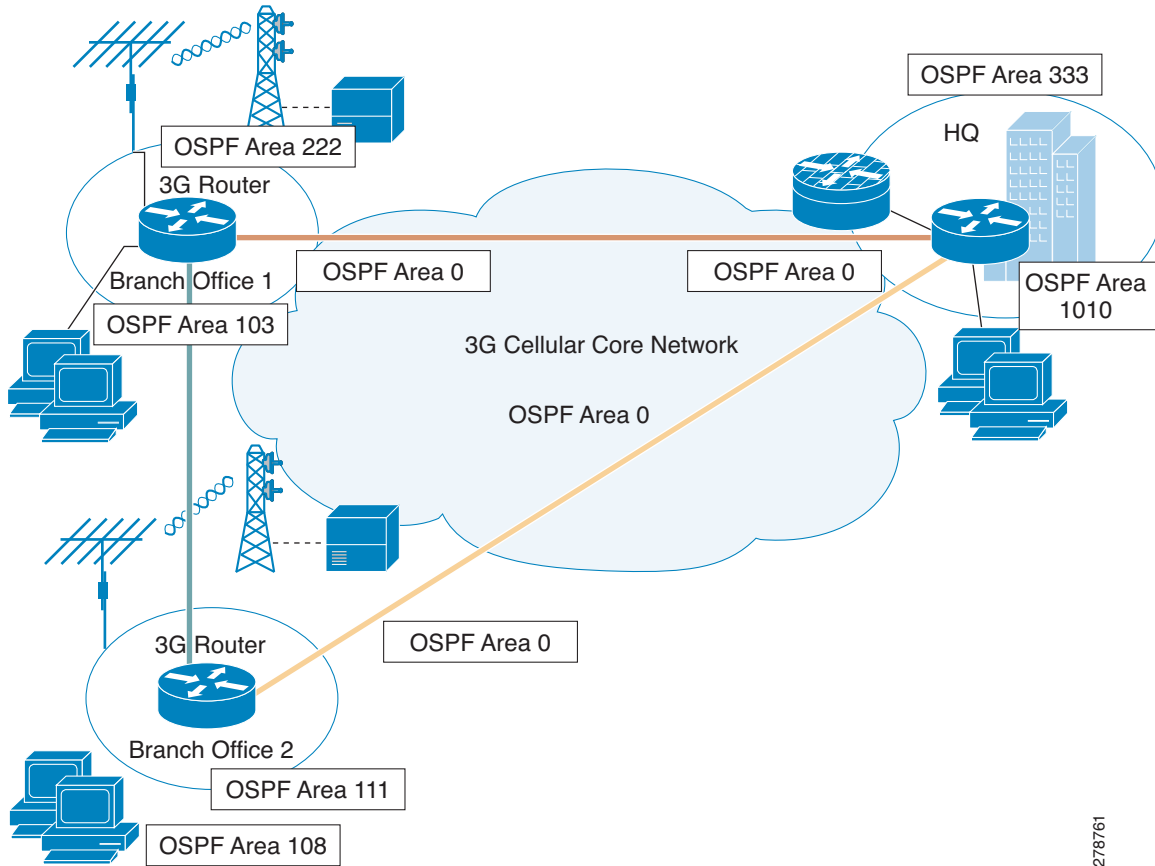 OSPF Area 333
HQ
OSPF Area 222
3G Router
Branch Office 1
OSPF Area 0
OSPF Area 0
OSPF Area
1010
OSPF Area 103
3G Cellular Core Network
OSPF Area 0
3G Router
OSPF Area 0
Branch Office 2
OSPF Area 111
OSPF Area 108
278761